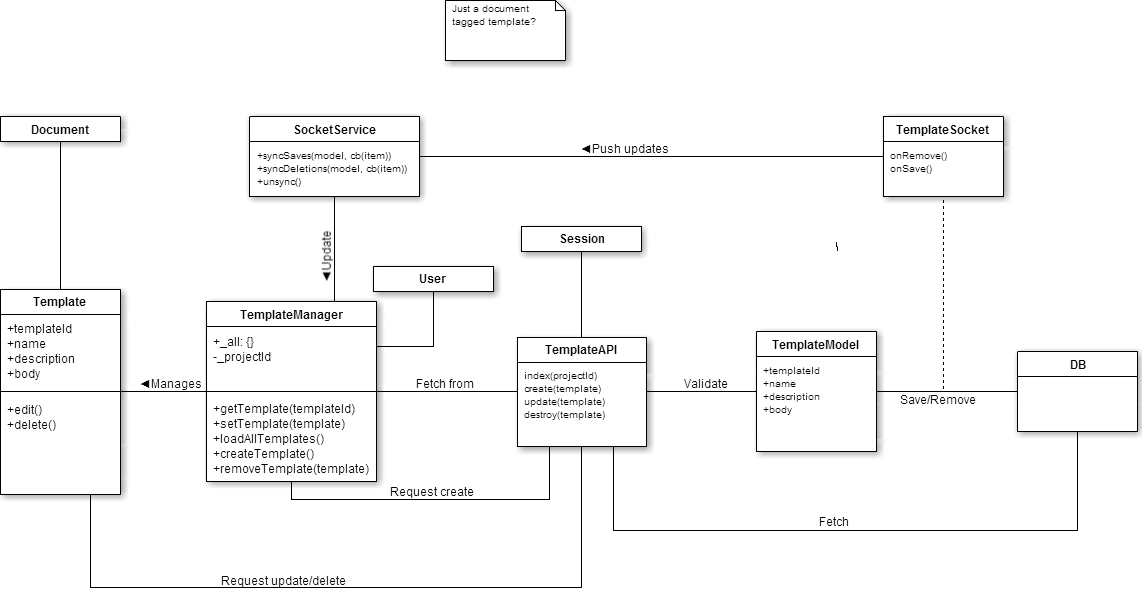 Just a document
tagged template?
Document
SocketService
+syncSaves(model, cb(item))
+syncDeletions(model, cb(item))
+unsync()
◄Push updates
TemplateSocket
onRemove()
onSave()
◄Update
Session
User
Template
+templateId
+name
+description
+body
+edit()
+delete()
◄Manages
TemplateManager
+_all: {}
-_projectId
+getTemplate(templateId)
+setTemplate(template)
+loadAllTemplates()
+createTemplate()
+removeTemplate(template)
Fetch from
TemplateAPI
index(projectId)
create(template)
update(template)
destroy(template)
Validate
TemplateModel
+templateId
+name
+description
+body
Save/Remove
DB
Request create
Fetch
Request update/delete